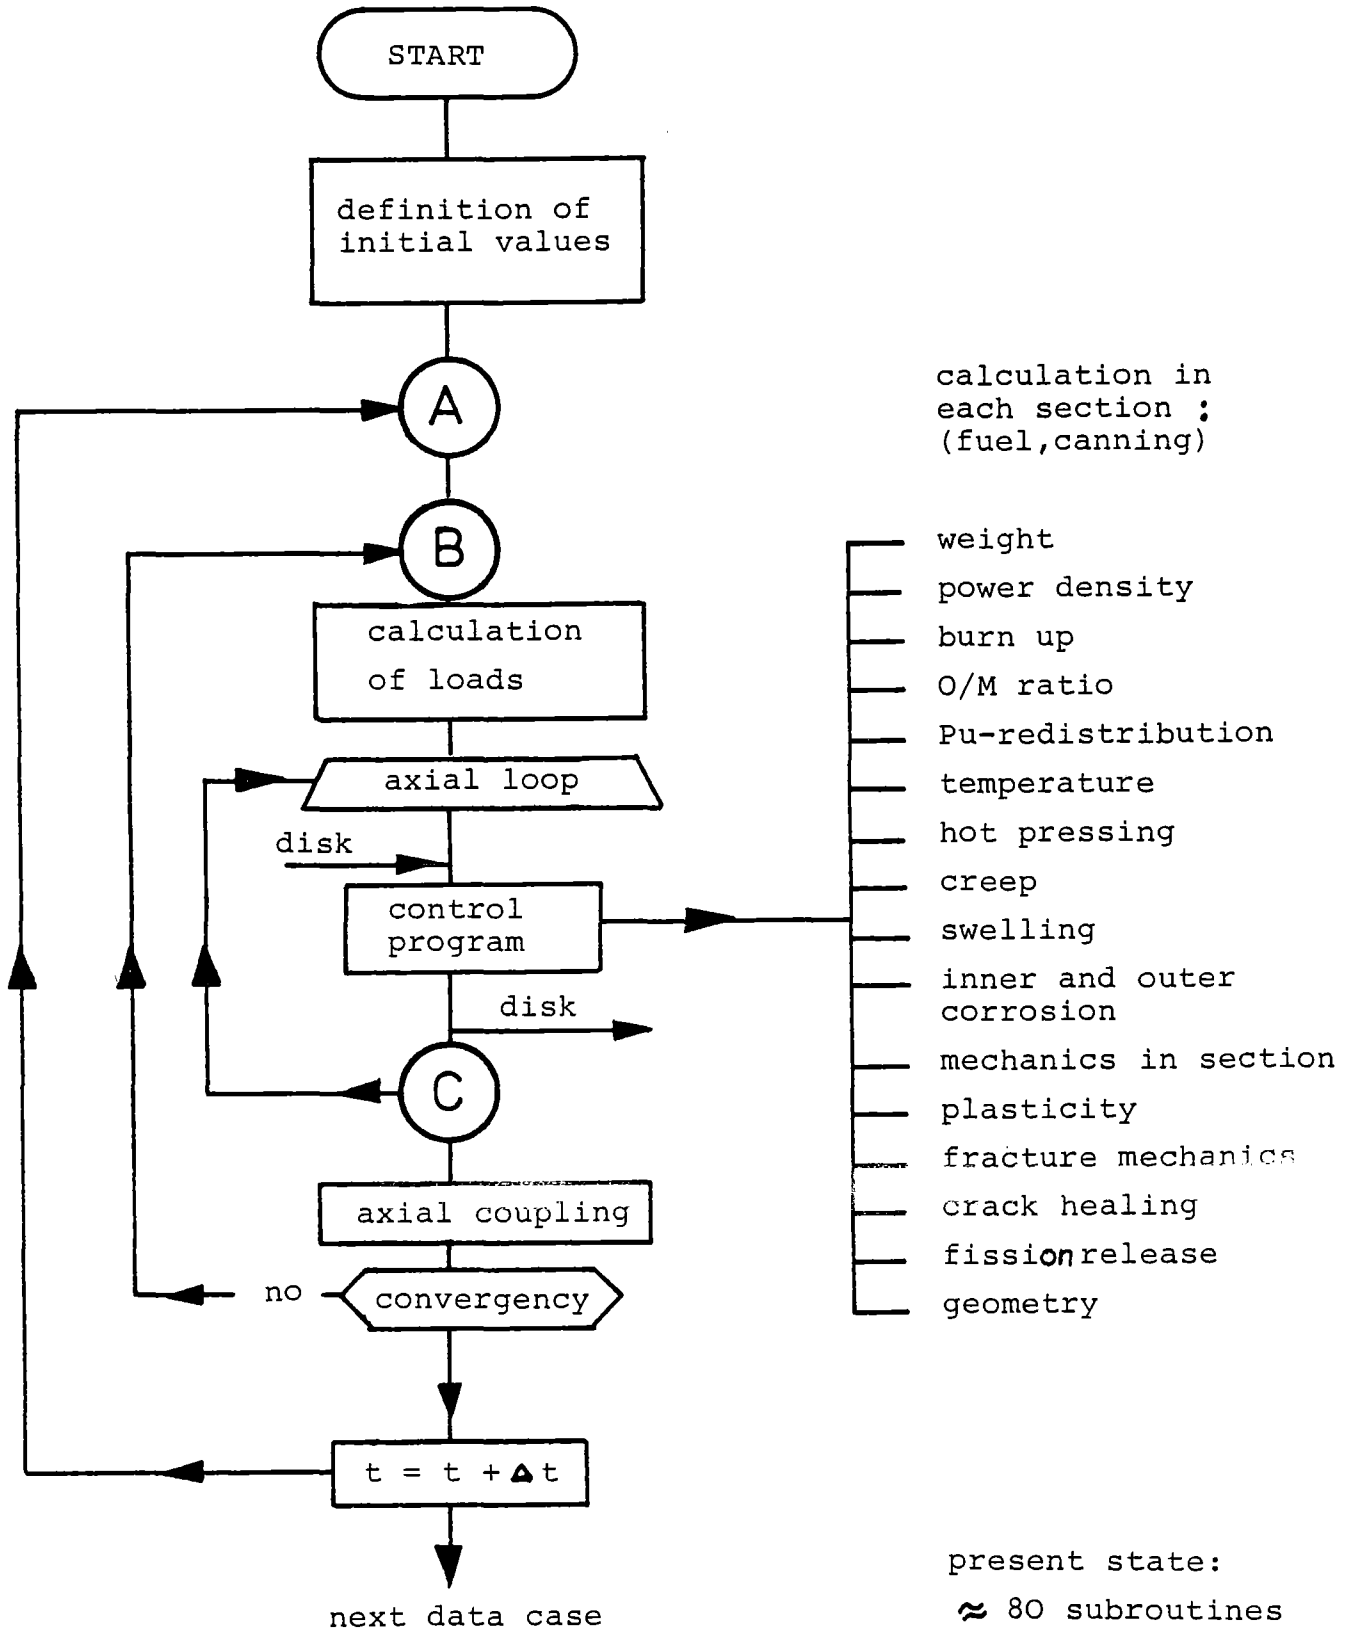 START
definition of
initial values
A
B
calculation
of loads
axial loop
disk
control
program
disk
C
axial coupling
no
convergency
t = t + Δ t
next data case
calculation in
each section :
(fuel,canning)
weight
power density
burn up
O/M ratio
Pu-redistribution
temperature
hot pressing
creep
swelling
inner and outer
corrosion
mechanics in section
plasticity
fracture mechanics
crack healing
fission release
geometry
present state:
≈ 80 subroutines